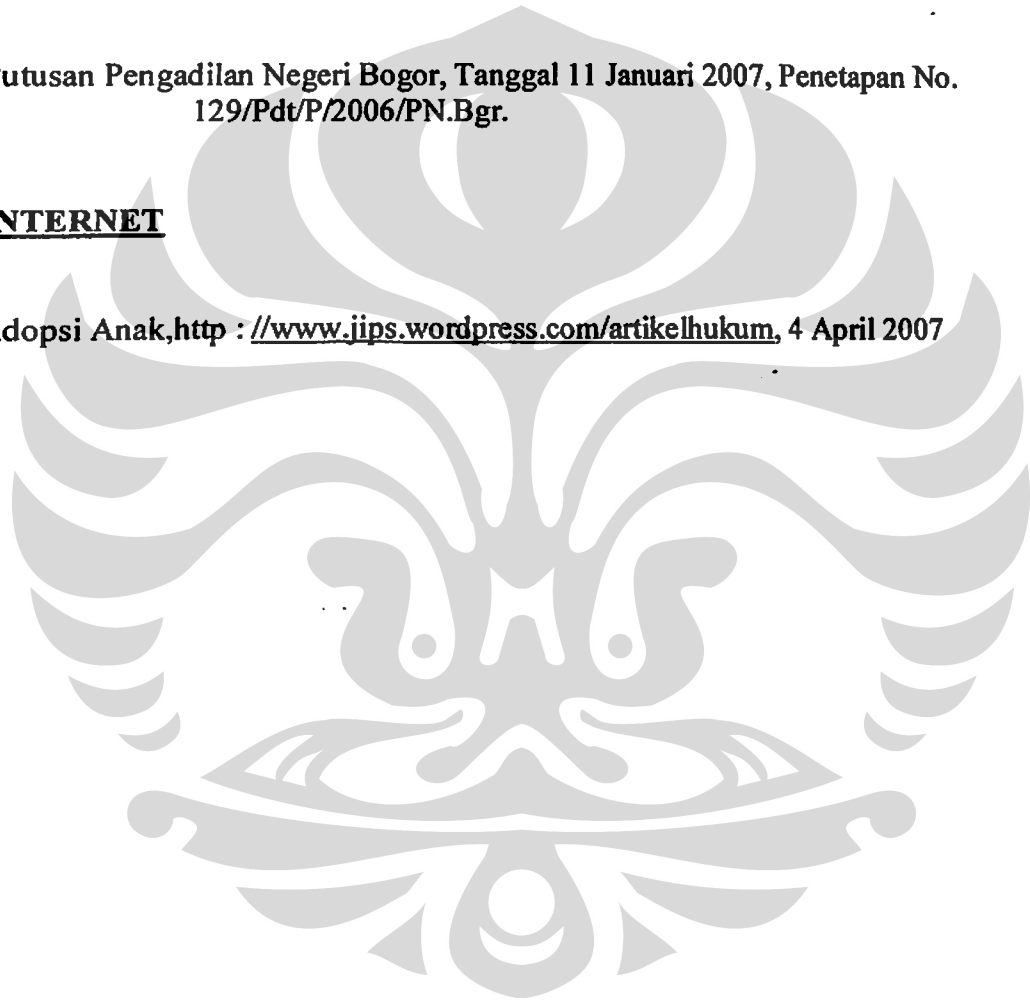 utusan Pengadilan Negeri Bogor, Tanggal 11 Januari 2007, Penetapan No.
129/Pdt/P/2006/PN.Bgr.
NTERNET
dopsi Anak,http : //www.jips.wordpress.com/artikelhukum, 4 April 2007